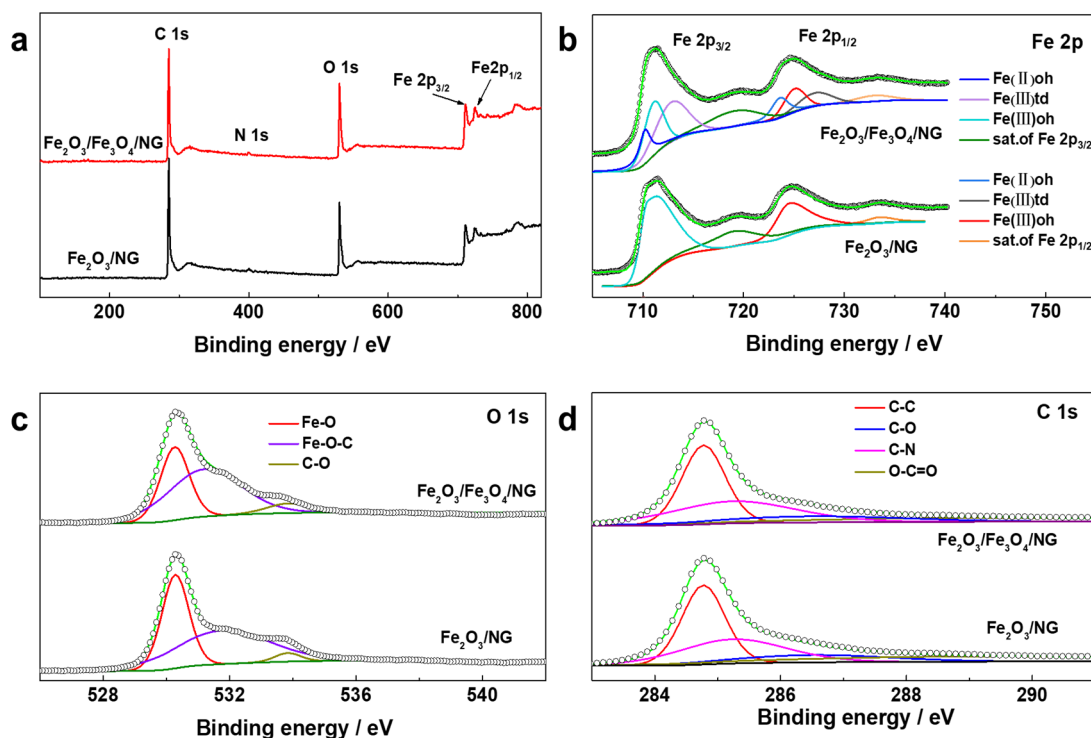 a
C 1s
O 1s
N 1s
Fe 2p3/2
Fe2p1/2
Fe2O3/Fe3O4/NG
Fe2O3/NG
200 400 600 800
Binding energy / eV
b
Fe 2p3/2
Fe 2p1/2
Fe 2p
Fe(II)oh
Fe(III)td
Fe(III)oh
sat.of Fe 2p3/2
Fe2O3/Fe3O4/NG
Fe(II)oh
Fe(III)td
Fe(III)oh
sat.of Fe 2p1/2
Fe2O3/NG
710 720 730 740 750
Binding energy / eV
c
O 1s
Fe-O
Fe-O-C
C-O
Fe2O3/Fe3O4/NG
Fe2O3/NG
528 532 536 540
Binding energy / eV
d
C 1s
C-C
C-O
C-N
O-C=O
Fe2O3/Fe3O4/NG
Fe2O3/NG
284 286 288 290
Binding energy / eV